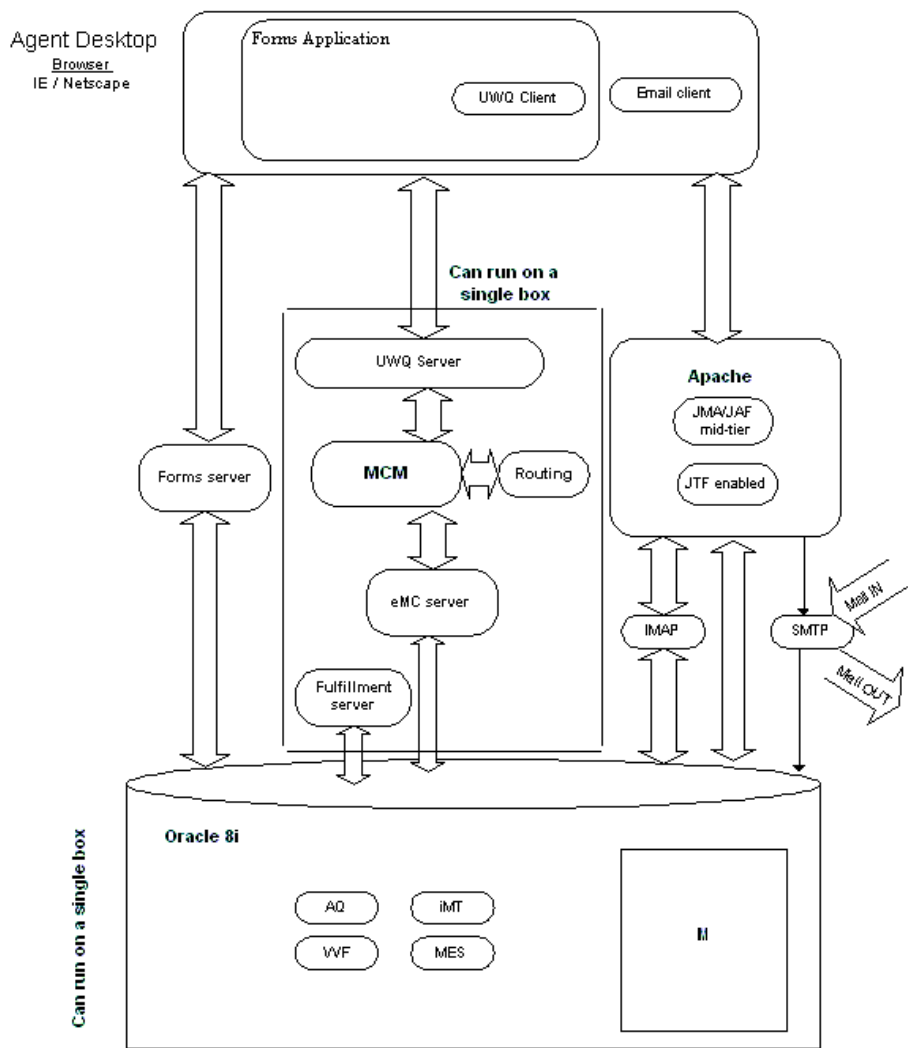 Agent Desktop
Browser
IE / Netscape
Forms Application
UWQ Client
Email client
Can run on a
single box
UWQ Server
MCM
Routing
eMC server
Fulfillment
server
Forms server
Apache
JMA/JAF
mid-tier
JTF enabled
IMAP
SMTP
Mail IN
Mail OUT
Can run on a single box
Oracle 8i
AQ
iMT
WF
MES
M